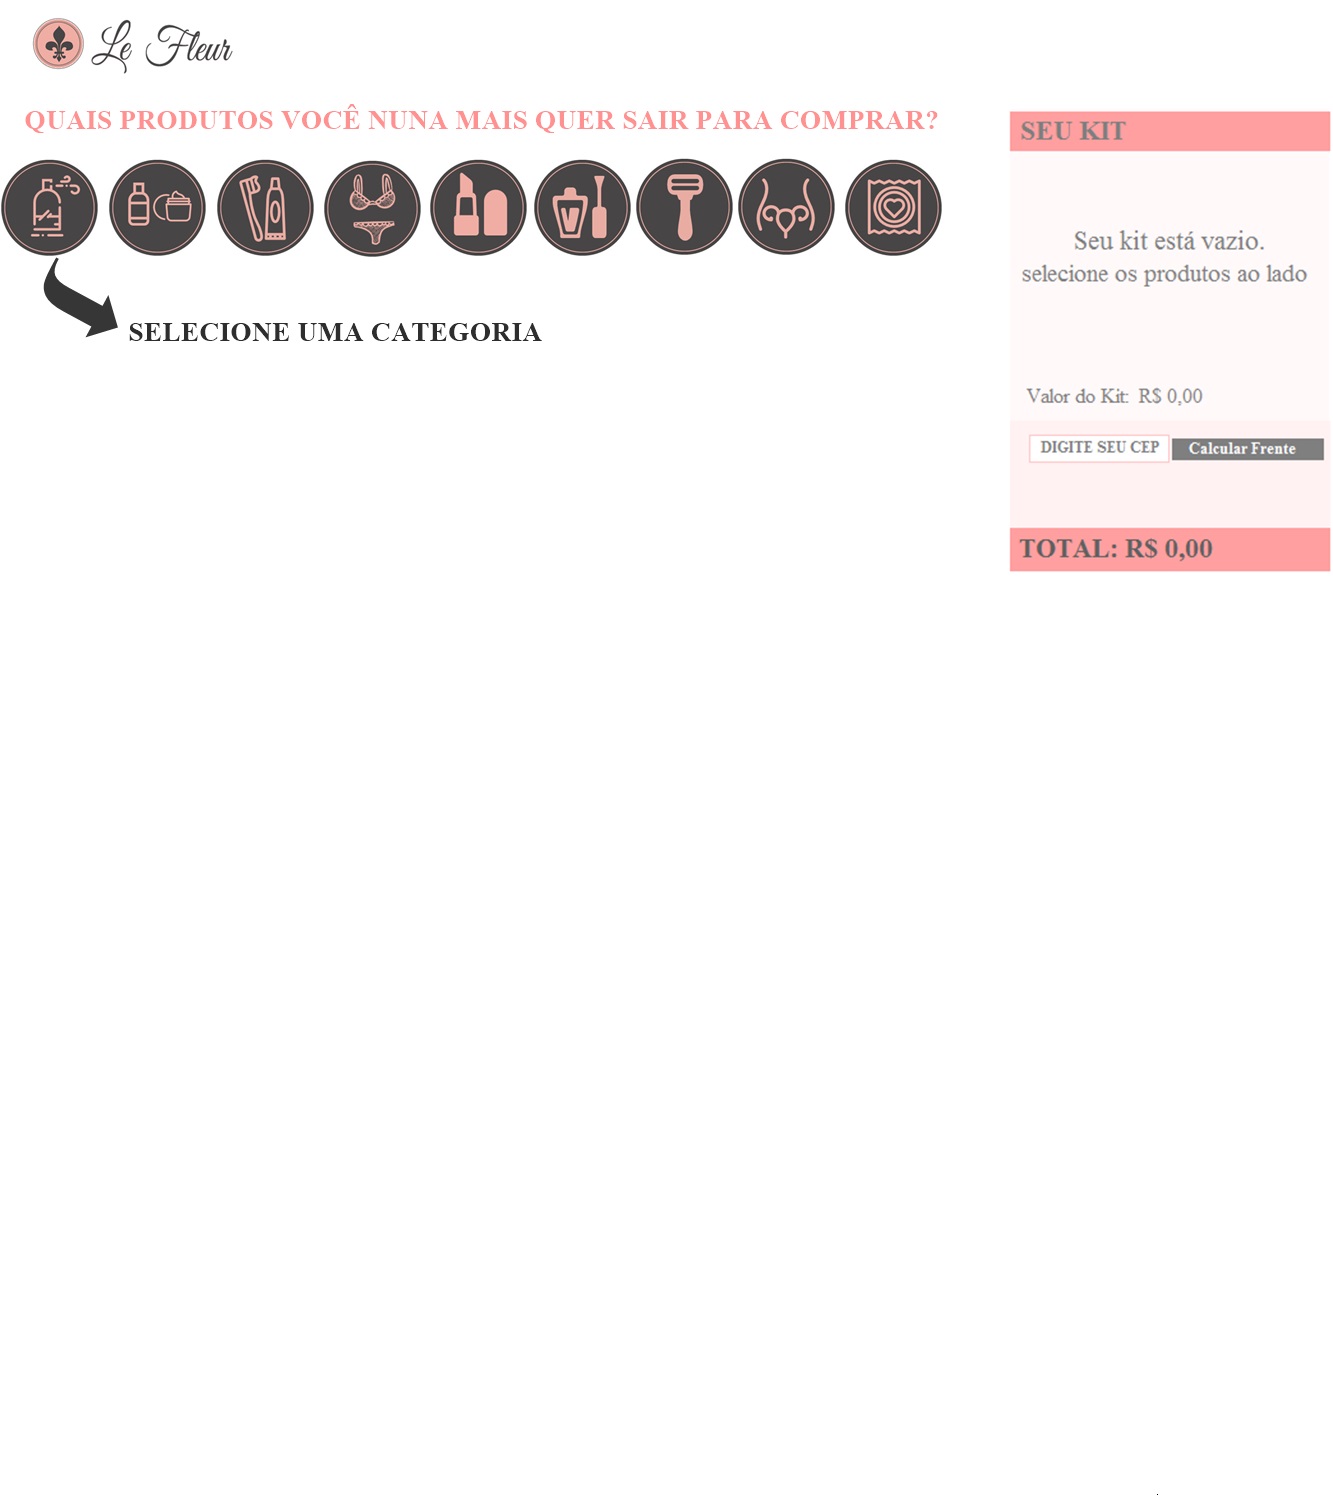 Le Fleur
QUAIS PRODUTOS VOCÊ NUNA MAIS QUER SAIR PARA COMPRAR?
SELECIONE UMA CATEGORIA
SEU KIT
Seu kit está vazio.
selecione os produtos ao lado
Valor do Kit: R$ 0,00
DIGITE SEU CEP Calcular Frente
TOTAL: R$ 0,00